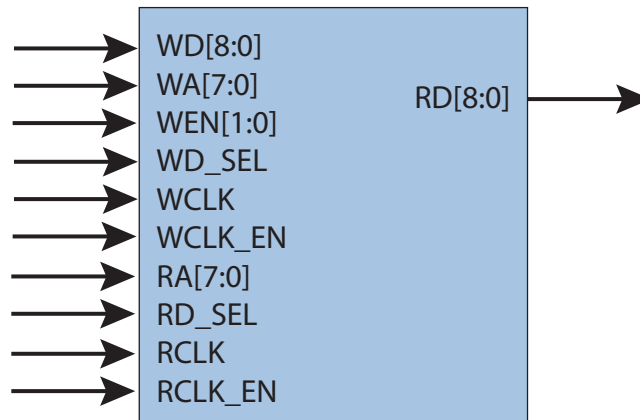 WD[8:0]
WA[7:0]
RD[8:0]
WEN[1:0]
WD_SEL
WCLK
WCLK_EN
RA[7:0]
RD_SEL
RCLK
RCLK_EN